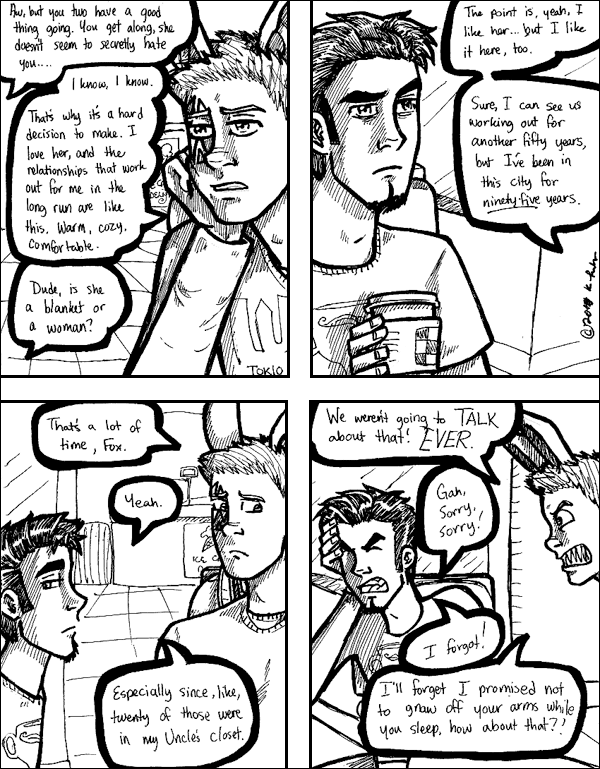 Aw, but you two have a good
thing going. You get along, she
doesn't seem to secretly hate
you....
I know, I know.
That's why it's a hard
decision to make. I
love her, and the
relationships that work
out for me in the
long run are like
this. Warm, cozy.
Comfortable.
Dude, is she
a blanket or
a woman?
TOKIO
The point is, yeah, I
like her... but I like
it here, too.
Sure, I can see us
working out for
another fifty years,
but I've been in
this city for
ninety-five years.
That's a lot of
time, Fox.
Yeah.
ICE
Especially since, like,
twenty of those were
in my Uncle's closet.
We weren't going to TALK
about that! EVER.
Gah,
Sorry,
sorry!
I forgot!
I'll forget I promised not
to gnaw off your arms while
you sleep, how about that?!